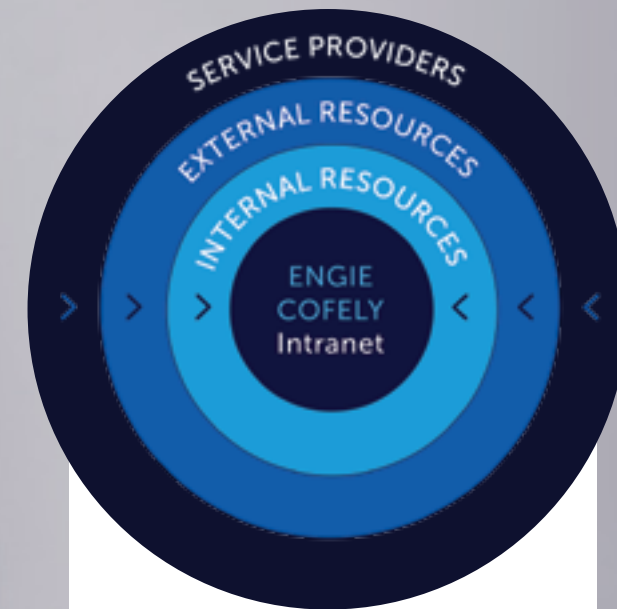 SERVICE PROVIDERS
EXTERNAL RESOURCES
INTERNAL RESOURCES
ENGIE
COFELY
Intranet